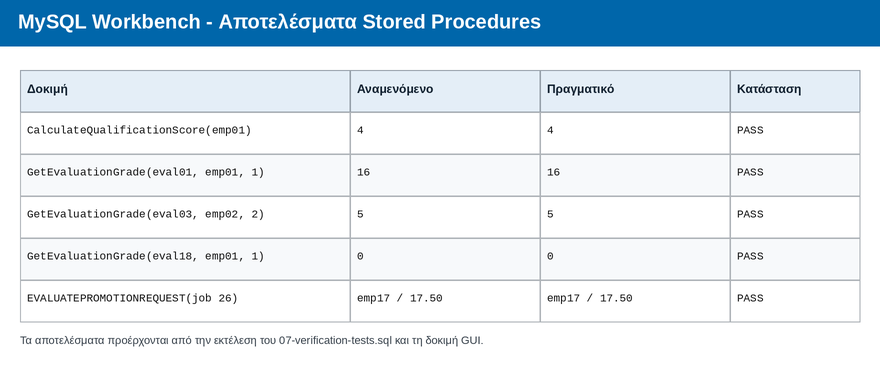 MySQL Workbench - Αποτελέσματα Stored Procedures
Δοκιμή Αναμενόμενο Πραγματικό Κατάσταση
CalculateQualificationScore(emp01) 4 4 PASS
GetEvaluationGrade(eval01, emp01, 1) 16 16 PASS
GetEvaluationGrade(eval03, emp02, 2) 5 5 PASS
GetEvaluationGrade(eval18, emp01, 1) 0 0 PASS
EVALUATEPROMOTIONREQUEST(job 26) emp17 / 17.50 emp17 / 17.50 PASS
Τα αποτελέσματα προέρχονται από την εκτέλεση του 07-verification-tests.sql και τη δοκιμή GUI.